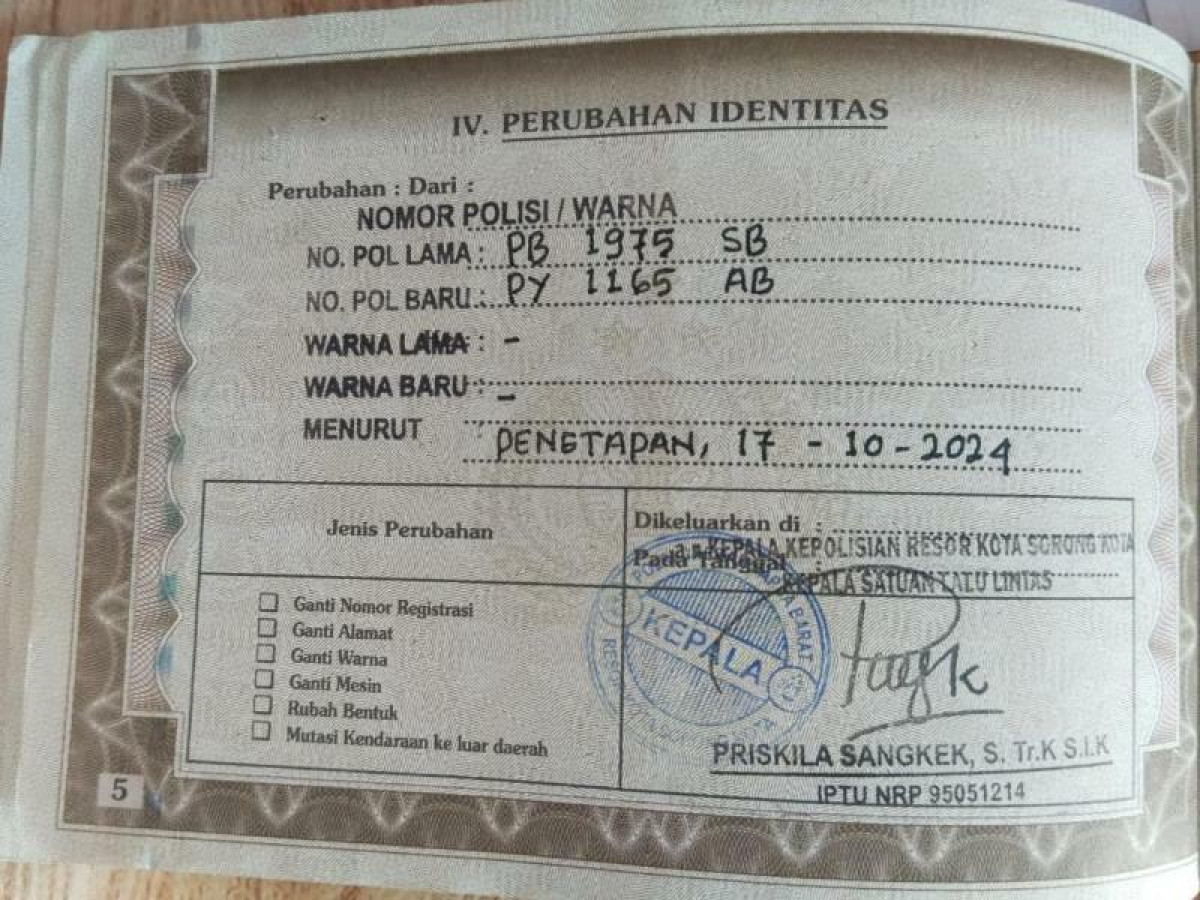 IV. PERUBAHAN IDENTITAS
Perubahan : Dari :
NOMOR POLISI / WARNA
NO. POL LAMA : PB 1975 SB
NO. POL BARU : PY 1165 AB
WARNA LAMA : -
WARNA BARU : -
MENURUT : PENETAPAN, 17 - 10 - 2024
Jenis Perubahan
Dikeluarkan di :
a.n KEPALA KEPOLISIAN RESOR KOTA SORONG KOTA
Pada Tanggal :
KEPALA SATUAN LALU LINTAS
Ganti Nomor Registrasi
Ganti Alamat
Ganti Warna
Ganti Mesin
Rubah Bentuk
Mutasi Kendaraan ke luar daerah
KEPALA
BARAT
PRISKILA SANGKEK, S. Tr.K S.I.K
IPTU NRP 95051214
5